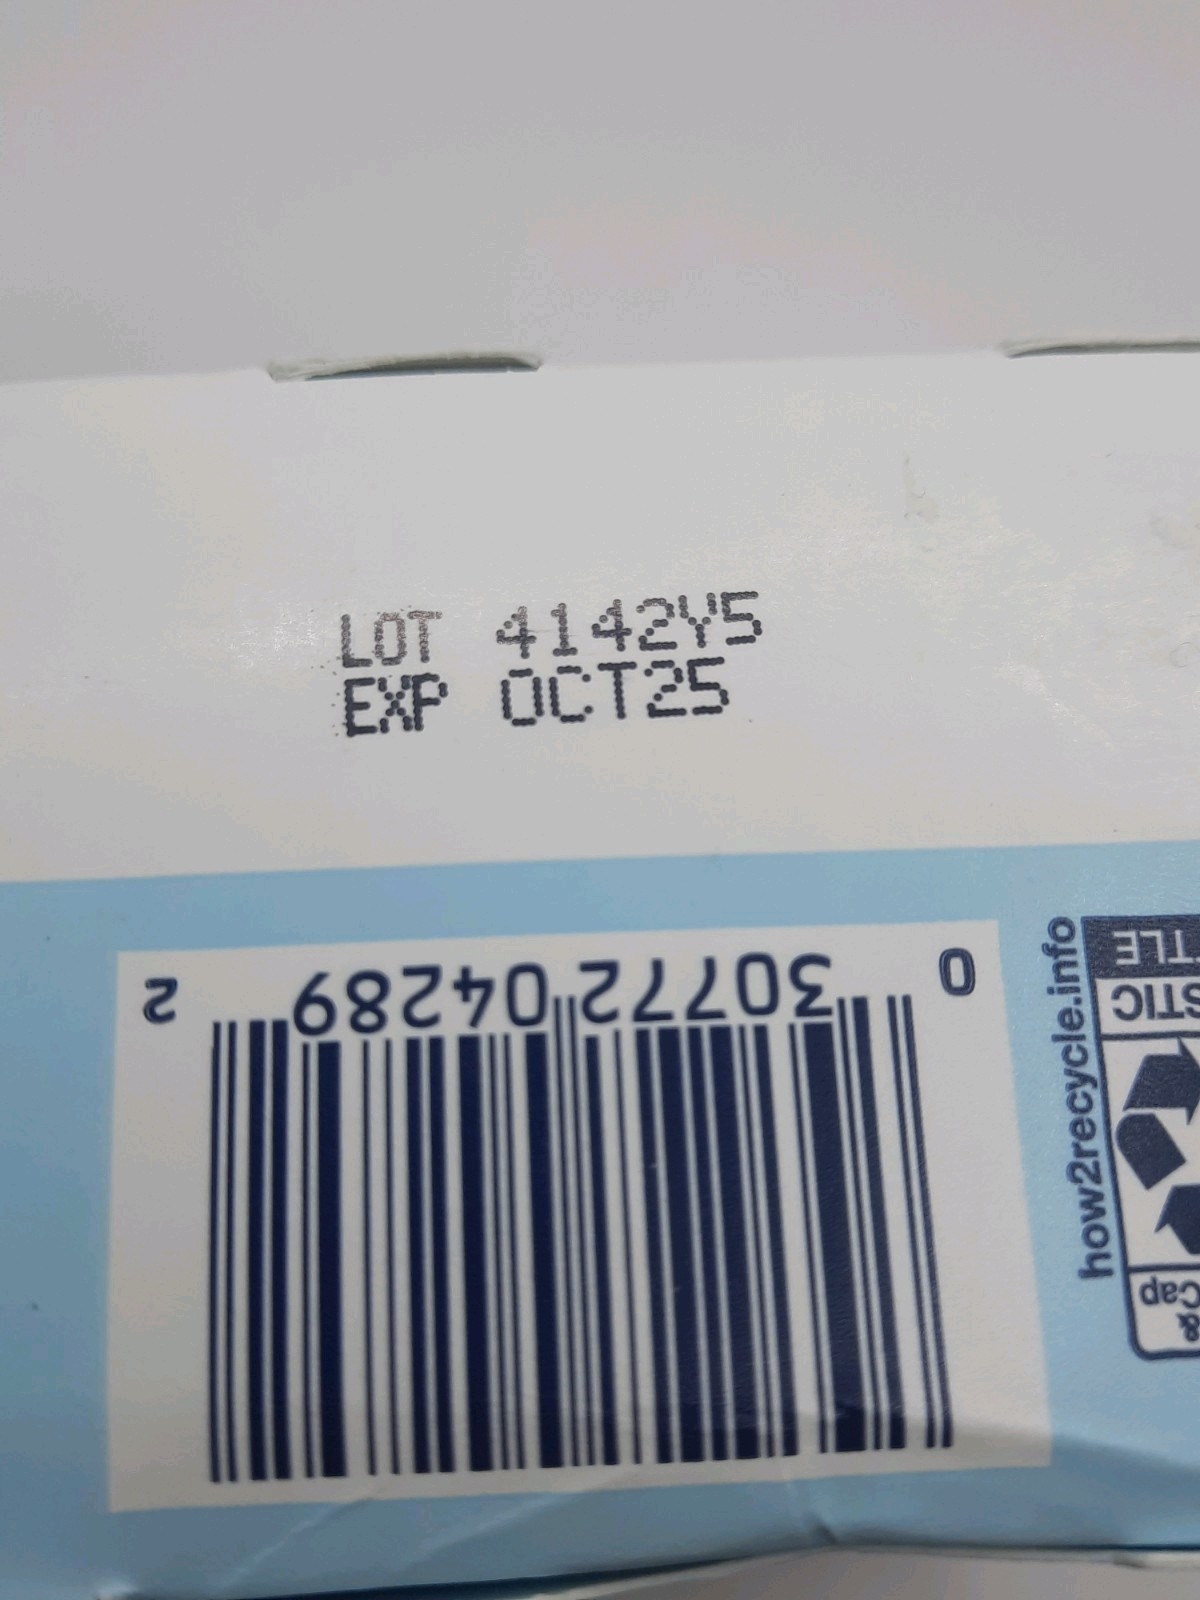 LOT 4142Y5
EXP OCT25
0 30772 04289 2
how2recycle.info
TLE
STIC
&
Cap